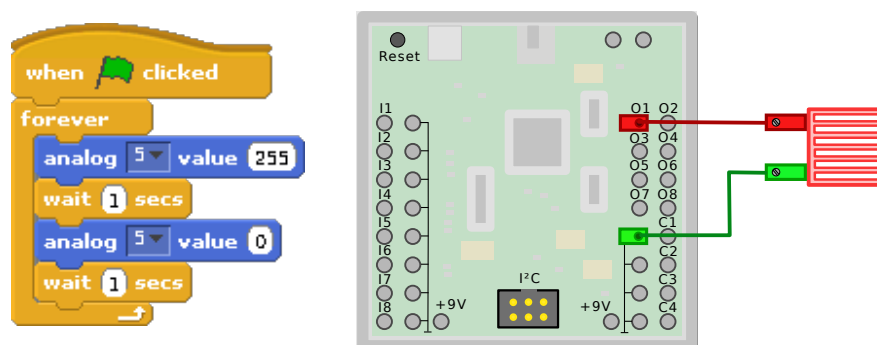 when clicked
forever
analog 5 value 255
wait 1 secs
analog 5 value 0
wait 1 secs
Reset
I1
I2
I3
I4
I5
I6
I7
I8
+9V
I²C
O1 O2
O3 O4
O5 O6
O7 O8
C1
C2
C3
+9V C4